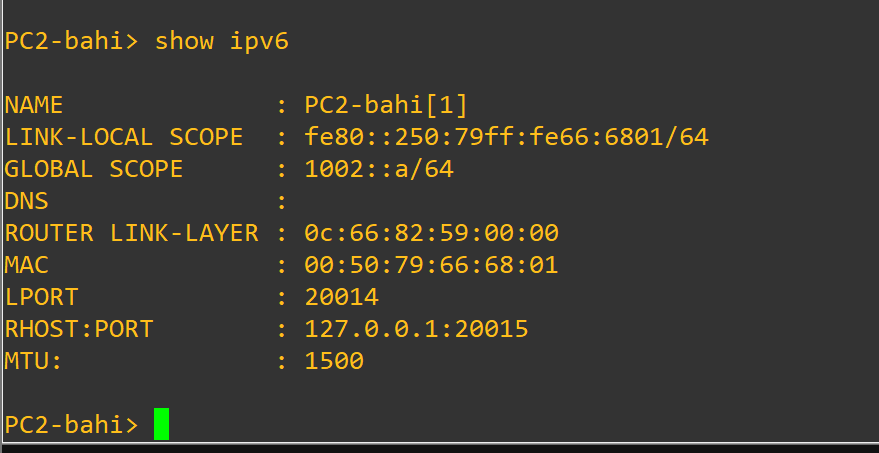 PC2-bahi> show ipv6
NAME              : PC2-bahi[1]
LINK-LOCAL SCOPE  : fe80::250:79ff:fe66:6801/64
GLOBAL SCOPE      : 1002::a/64
DNS               :
ROUTER LINK-LAYER : 0c:66:82:59:00:00
MAC               : 00:50:79:66:68:01
LPORT             : 20014
RHOST:PORT        : 127.0.0.1:20015
MTU:              : 1500
PC2-bahi>